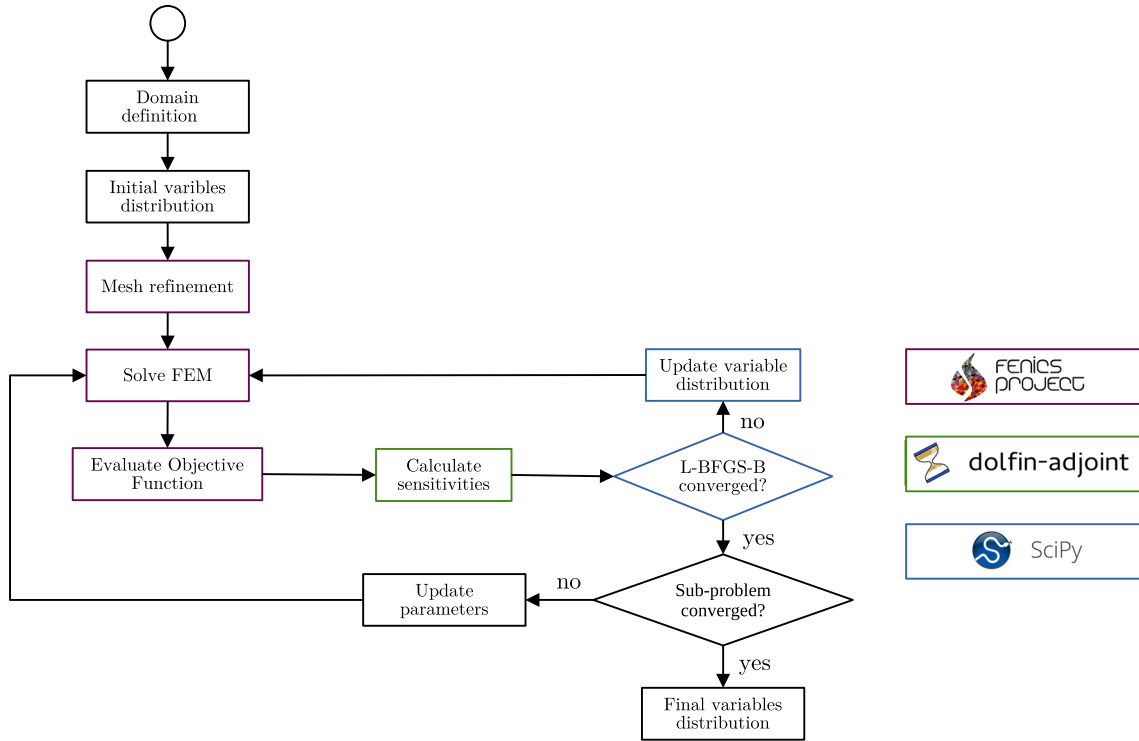 Domain
definition
Initial varibles
distribution
Mesh refinement
Solve FEM
Evaluate Objective
Function
Calculate
sensitivities
Update variable
distribution
no
L-BFGS-B
converged?
yes
Sub-problem
converged?
no
Update
parameters
yes
Final variables
distribution
FENICS
PROJECT
dolfin-adjoint
SciPy